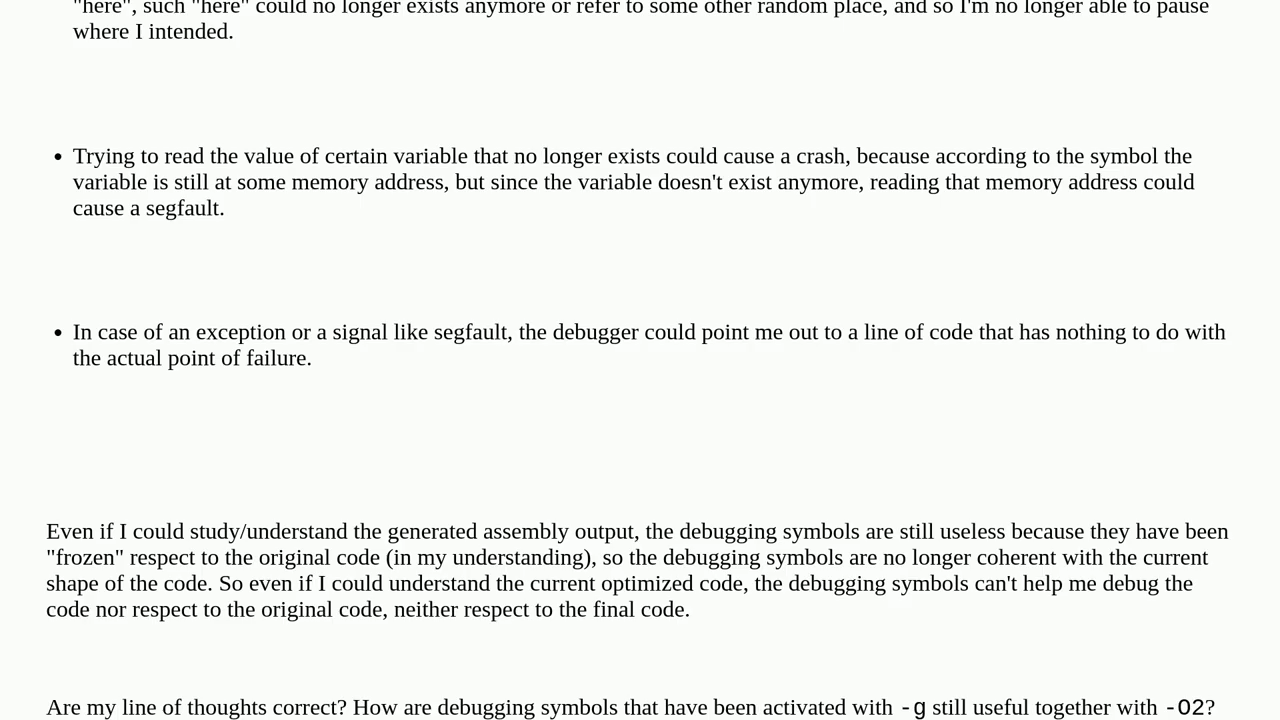 "here", such "here" could no longer exists anymore or refer to some other random place, and so I'm no longer able to pause
where I intended.
• Trying to read the value of certain variable that no longer exists could cause a crash, because according to the symbol the
variable is still at some memory address, but since the variable doesn't exist anymore, reading that memory address could
cause a segfault.
• In case of an exception or a signal like segfault, the debugger could point me out to a line of code that has nothing to do with
the actual point of failure.
Even if I could study/understand the generated assembly output, the debugging symbols are still useless because they have been
"frozen" respect to the original code (in my understanding), so the debugging symbols are no longer coherent with the current
shape of the code. So even if I could understand the current optimized code, the debugging symbols can't help me debug the
code nor respect to the original code, neither respect to the final code.
Are my line of thoughts correct? How are debugging symbols that have been activated with -g still useful together with -O2?